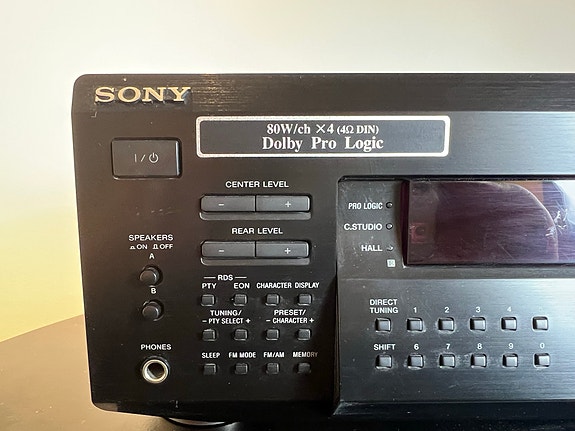 SONY
80W/ch ×4 (4Ω DIN)
Dolby Pro Logic
I/⏻
CENTER LEVEL
− +
REAR LEVEL
− +
SPEAKERS
ON OFF
A
B
PHONES
RDS
PTY EON CHARACTER DISPLAY
TUNING/ PRESET/
− PTY SELECT + − CHARACTER +
SLEEP FM MODE FM/AM MEMORY
PRO LOGIC
C.STUDIO
HALL
DIRECT
TUNING 1 2 3 4 5
SHIFT 6 7 8 9 0